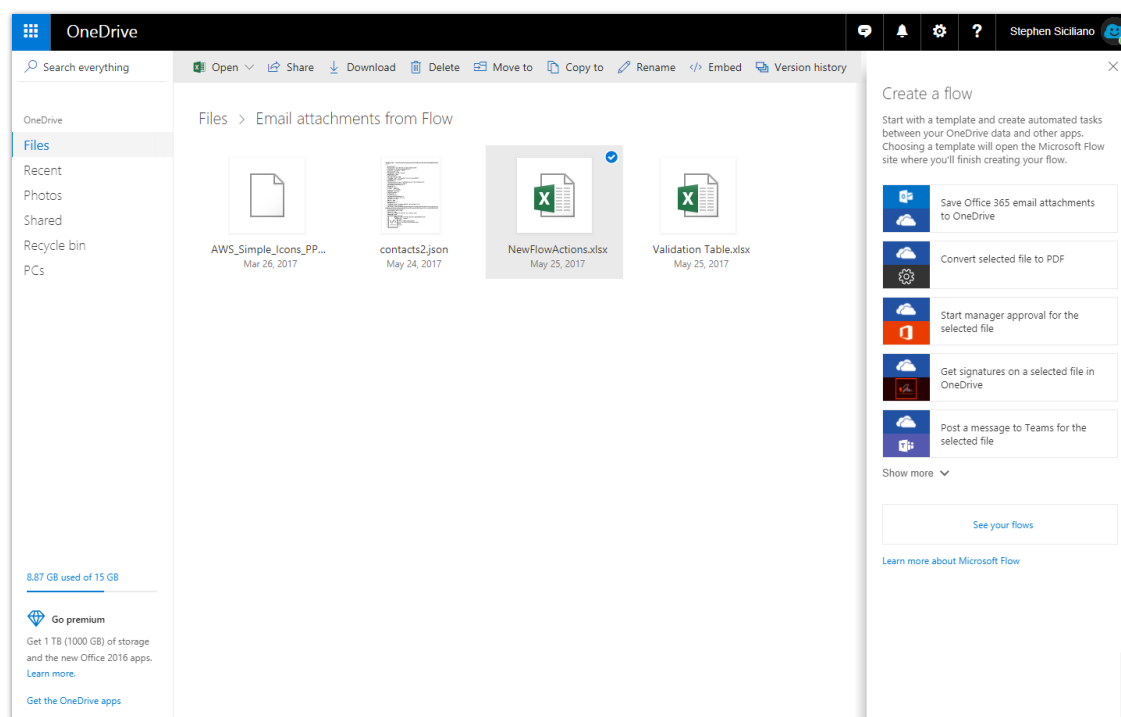 OneDrive
Stephen Siciliano
Search everything
Open
Share
Download
Delete
Move to
Copy to
Rename
Embed
Version history
OneDrive
Files
Recent
Photos
Shared
Recycle bin
PCs
Files > Email attachments from Flow
AWS_Simple_Icons_PP...
Mar 26, 2017
contacts2.json
May 24, 2017
NewFlowActions.xlsx
May 25, 2017
Validation Table.xlsx
May 25, 2017
Create a flow
Start with a template and create automated tasks
between your OneDrive data and other apps.
Choosing a template will open the Microsoft Flow
site where you'll finish creating your flow.
Save Office 365 email attachments
to OneDrive
Convert selected file to PDF
Start manager approval for the
selected file
Get signatures on a selected file in
OneDrive
Post a message to Teams for the
selected file
Show more
See your flows
Learn more about Microsoft Flow
8.87 GB used of 15 GB
Go premium
Get 1 TB (1000 GB) of storage
and the new Office 2016 apps.
Learn more.
Get the OneDrive apps